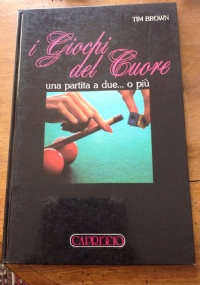 TIM BROWN
i Giochi
del Cuore
una partita a due... o più
CAPRICCIO